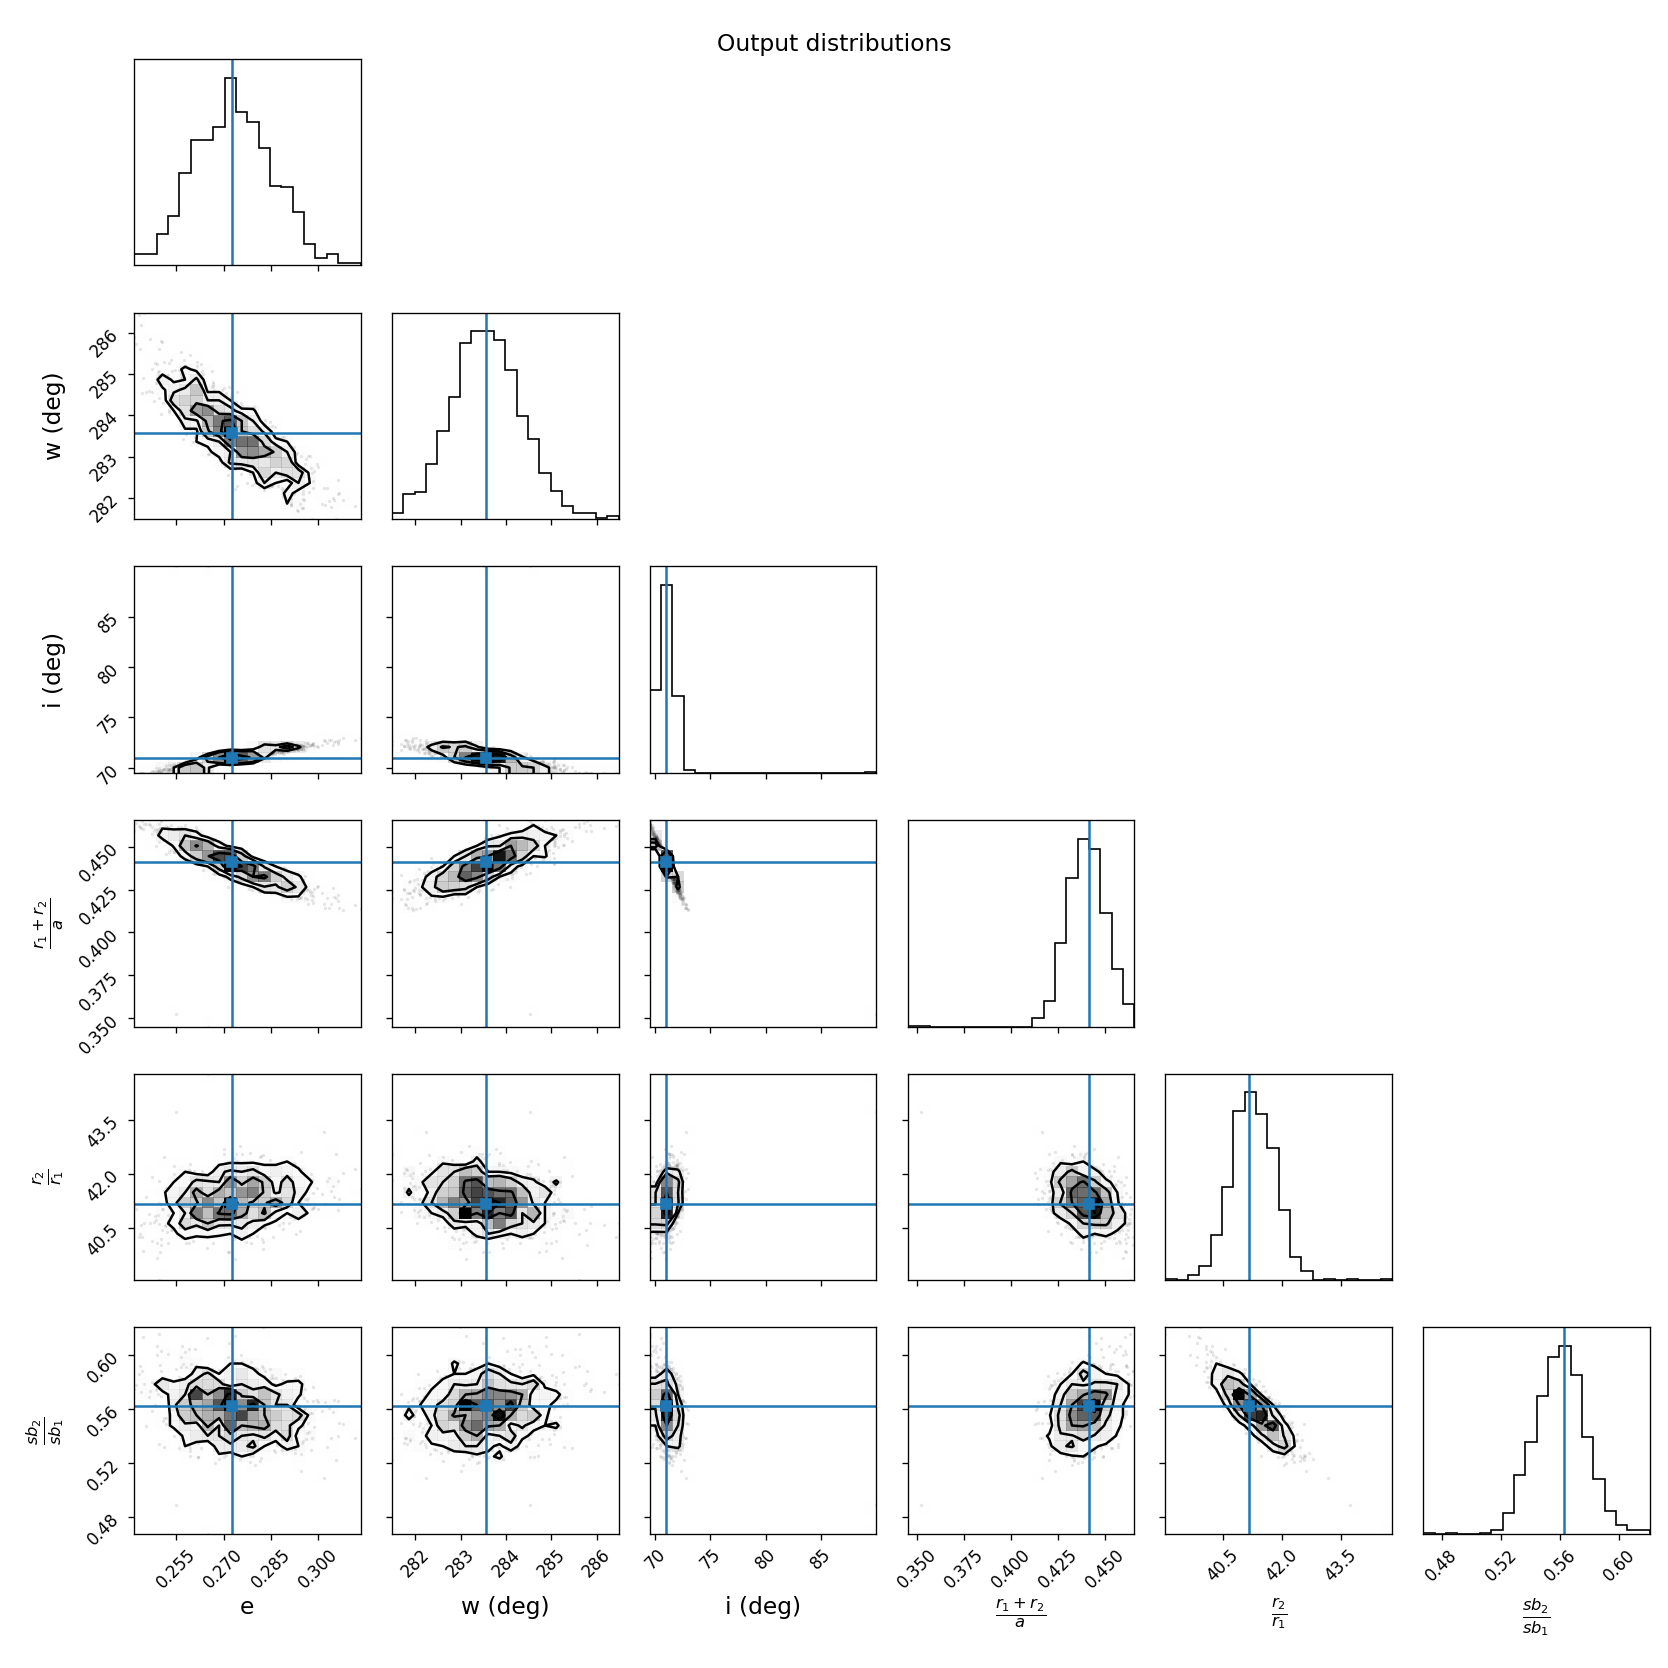 Output distributions
w (deg)
286
285
284
283
282
i (deg)
85
80
75
70
r₁ + r₂
a
0.450
0.425
0.400
0.375
0.350
r₂
r₁
43.5
42.0
40.5
sb₂
sb₁
0.60
0.56
0.52
0.48
0.255 0.270 0.285 0.300
282 283 284 285 286
70 75 80 85
0.350 0.375 0.400 0.425 0.450
40.5 42.0 43.5
0.48 0.52 0.56 0.60
e
w (deg)
i (deg)
r₁ + r₂
a
r₂
r₁
sb₂
sb₁